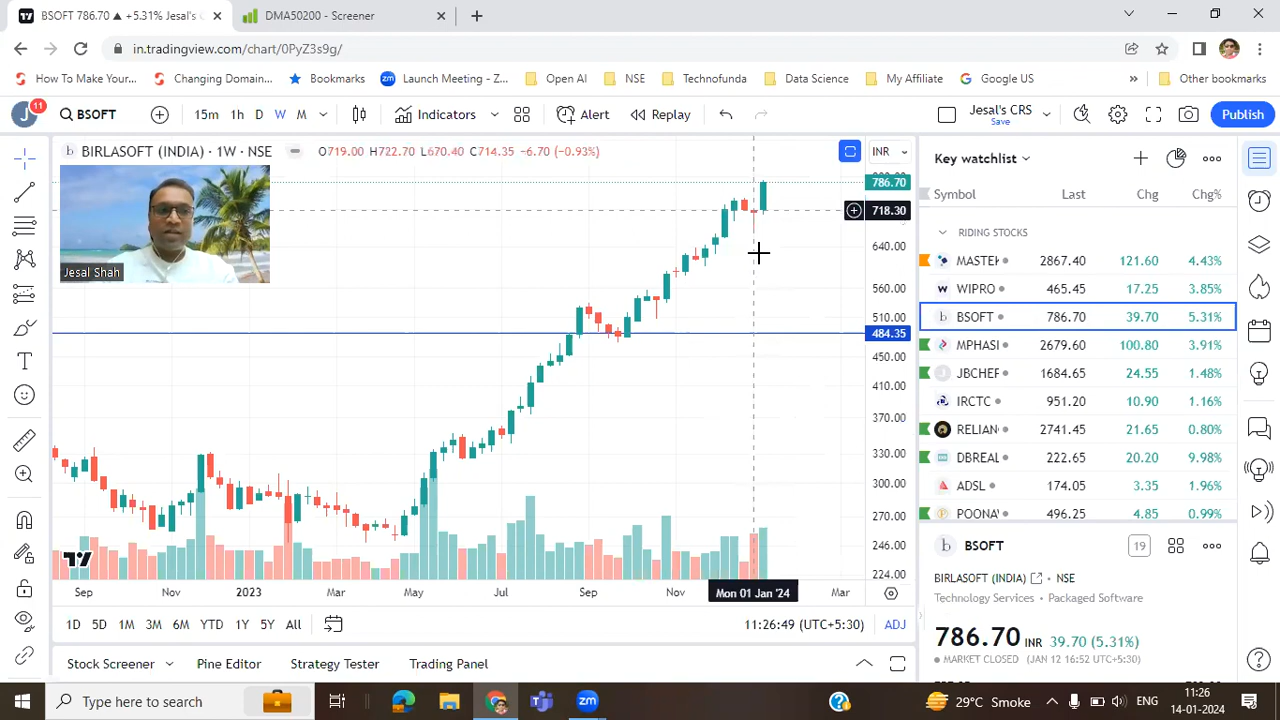 BSOFT 786.70 ▲ +5.31% Jesal's
DMA50200 - Screener
in.tradingview.com/chart/0PyZ3s9g/
How To Make Your...
Changing Domain...
Bookmarks
Launch Meeting - Z...
Open AI
NSE
Technofunda
Data Science
My Affiliate
Google US
Other bookmarks
J 11
BSOFT
15m 1h D W M
Indicators
Alert
Replay
Jesal's CRS
Save
Publish
BIRLASOFT (INDIA) · 1W · NSE
O719.00 H722.70 L670.40 C714.35 −6.70 (−0.93%)
INR
786.70
718.30
640.00
560.00
510.00
484.35
450.00
410.00
370.00
330.00
300.00
270.00
246.00
224.00
Jesal Shah
Sep Nov 2023 Mar May Jul Sep Nov Mon 01 Jan '24 Mar
1D 5D 1M 3M 6M YTD 1Y 5Y All
11:26:49 (UTC+5:30)
ADJ
Stock Screener
Pine Editor
Strategy Tester
Trading Panel
Key watchlist
Symbol Last Chg Chg%
RIDING STOCKS
MASTEK 2867.40 121.60 4.43%
WIPRO 465.45 17.25 3.85%
BSOFT 786.70 39.70 5.31%
MPHASI 2679.60 100.80 3.91%
JBCHEP 1684.65 24.55 1.48%
IRCTC 951.20 10.90 1.16%
RELIAN 2741.45 21.65 0.80%
DBREAL 222.65 20.20 9.98%
ADSL 174.05 3.35 1.96%
POONA 496.25 4.85 0.99%
BSOFT
19
BIRLASOFT (INDIA) • NSE
Technology Services • Packaged Software
786.70 INR 39.70 (5.31%)
MARKET CLOSED (JAN 12 16:52 UTC+5:30)
Type here to search
29°C Smoke
ENG
11:26
14-01-2024